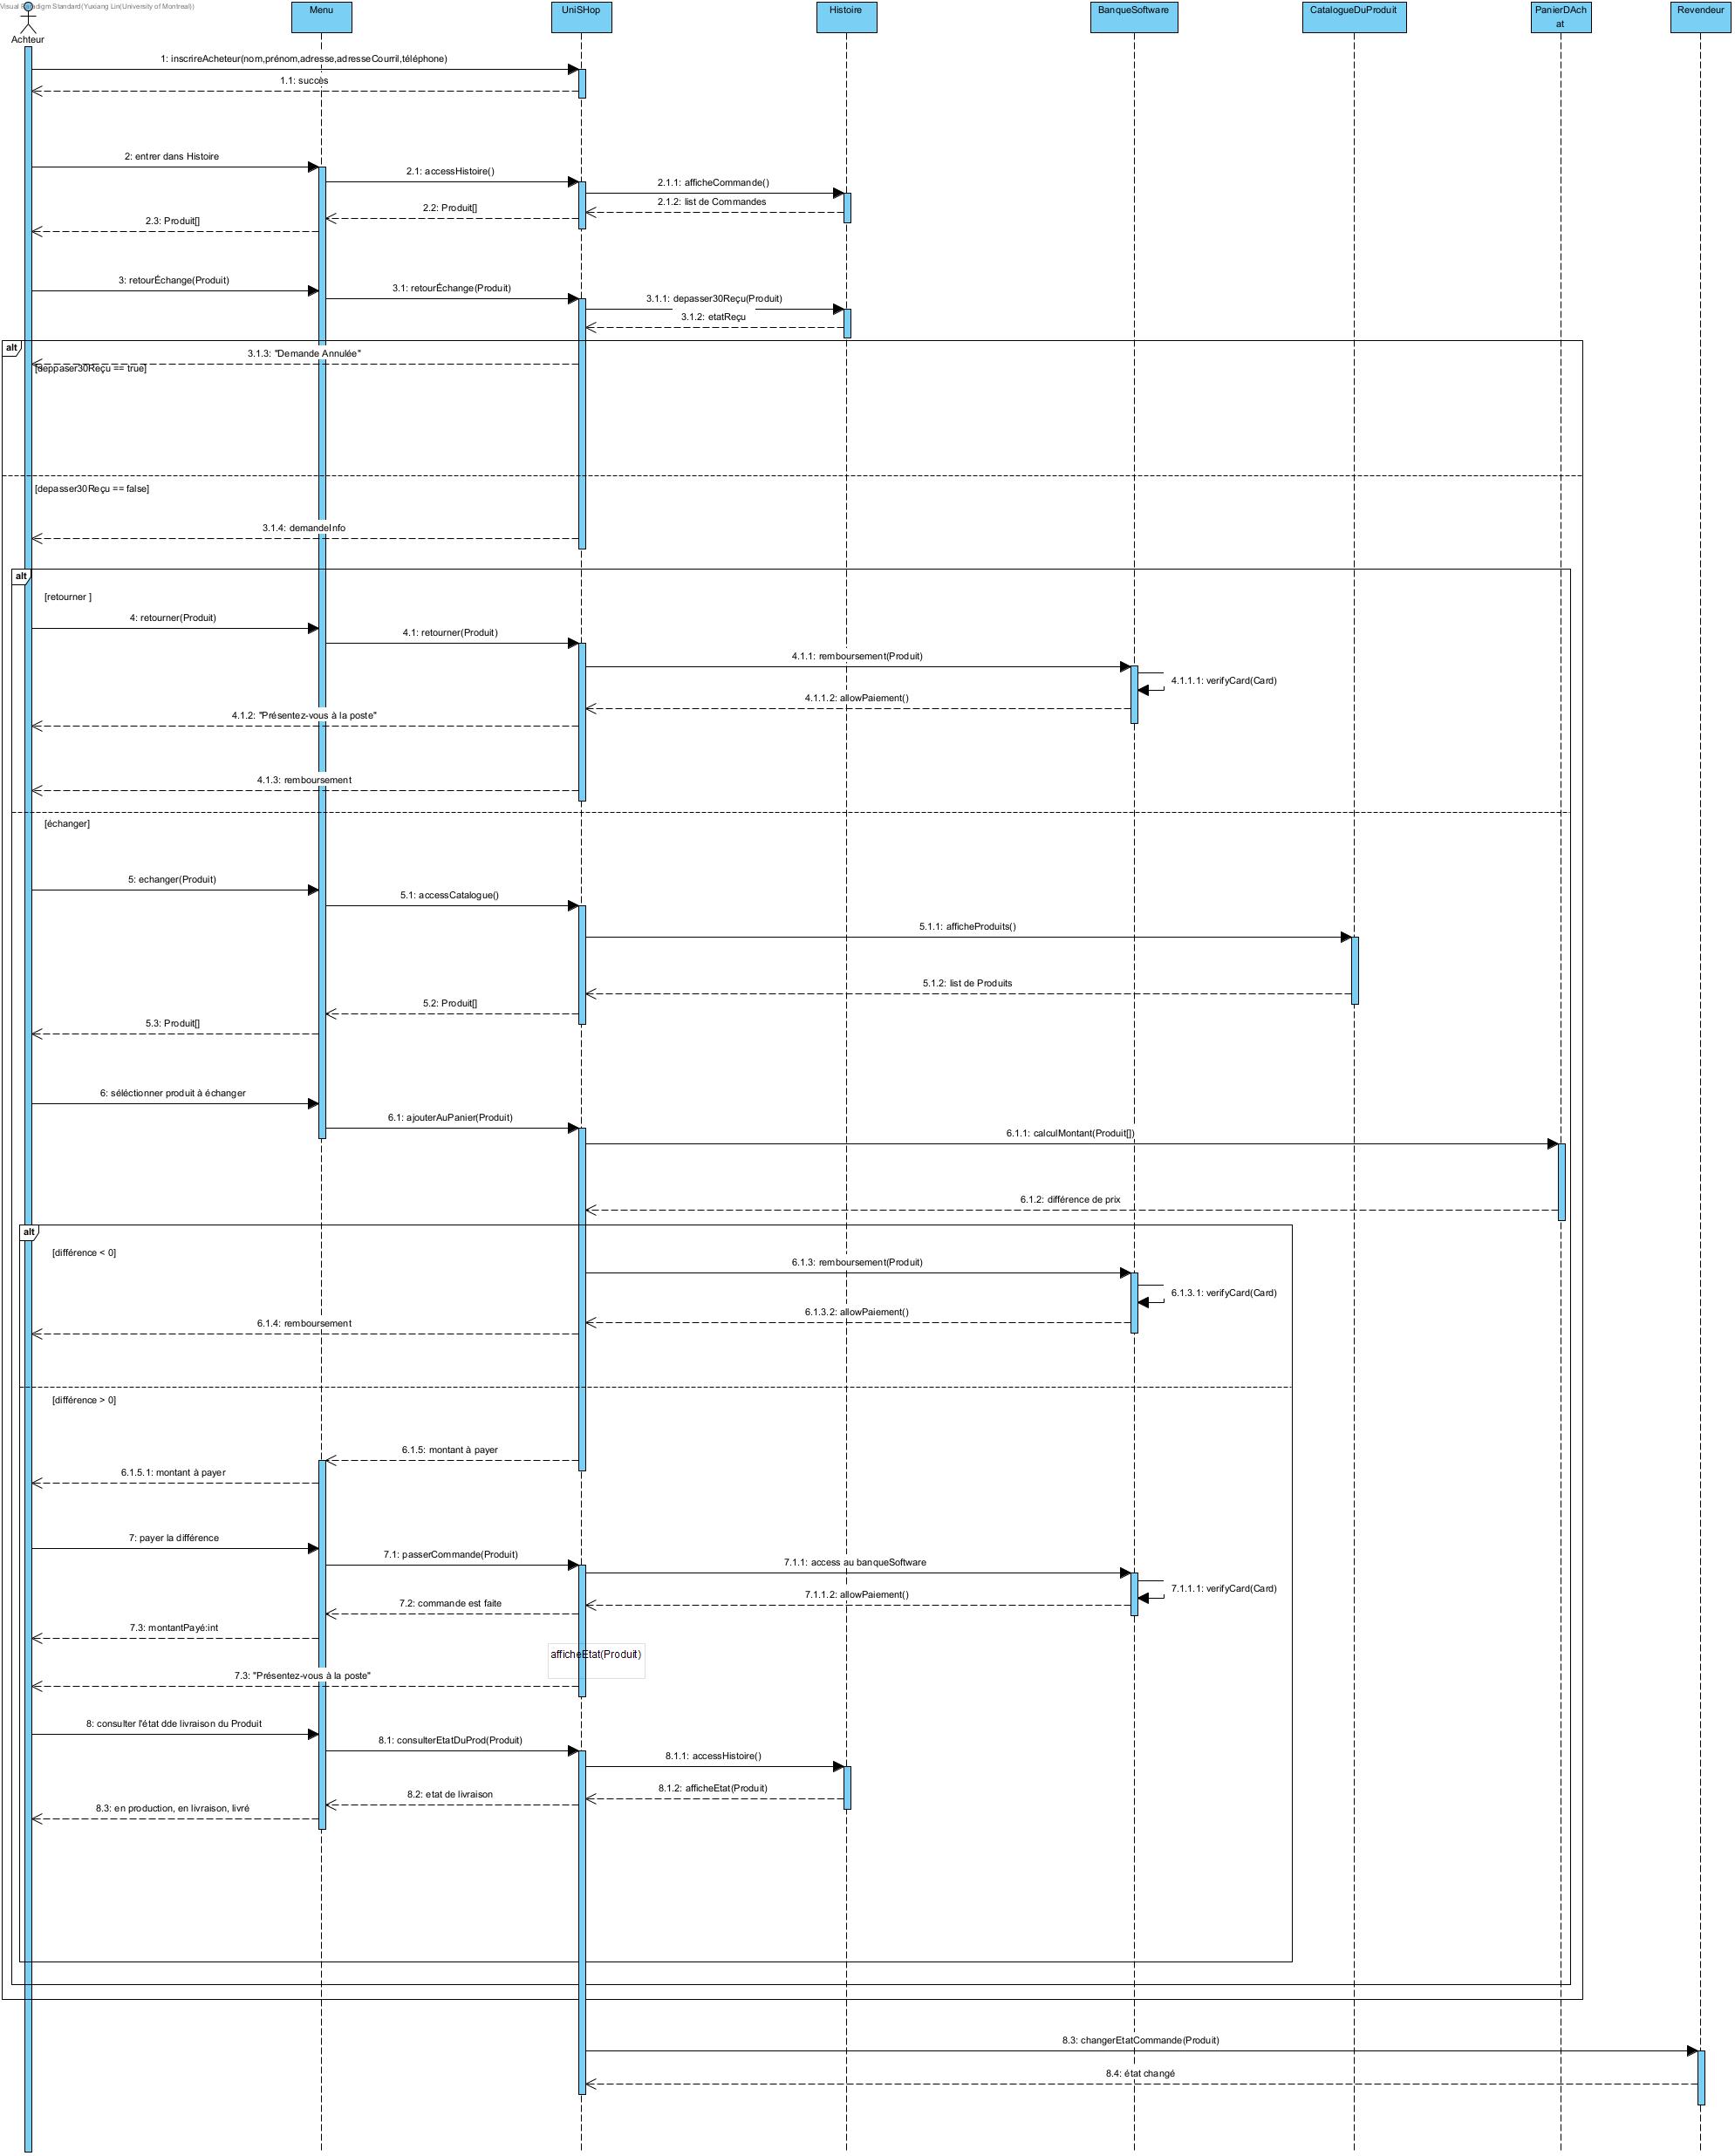 Visual Paradigm Standard(Yuxiang Lin(University of Montreal))
Achteur
Menu
UniSHop
Histoire
BanqueSoftware
CatalogueDuProduit
PanierDAch
at
Revendeur
1: inscrireAcheteur(nom,prénom,adresse,adresseCourril,téléphone)
1.1: succès
2: entrer dans Histoire
2.1: accessHistoire()
2.1.1: afficheCommande()
2.1.2: list de Commandes
2.2: Produit[]
2.3: Produit[]
3: retourÉchange(Produit)
3.1: retourÉchange(Produit)
3.1.1: depasser30Reçu(Produit)
3.1.2: etatReçu
alt
3.1.3: "Demande Annulée"
[deppaser30Reçu == true]
[depasser30Reçu == false]
3.1.4: demandeInfo
alt
[retourner ]
4: retourner(Produit)
4.1: retourner(Produit)
4.1.1: remboursement(Produit)
4.1.1.1: verifyCard(Card)
4.1.1.2: allowPaiement()
4.1.2: "Présentez-vous à la poste"
4.1.3: remboursement
[échanger]
5: echanger(Produit)
5.1: accessCatalogue()
5.1.1: afficheProduits()
5.1.2: list de Produits
5.2: Produit[]
5.3: Produit[]
6: séléctionner produit à échanger
6.1: ajouterAuPanier(Produit)
6.1.1: calculMontant(Produit[])
6.1.2: différence de prix
alt
[différence < 0]
6.1.3: remboursement(Produit)
6.1.3.1: verifyCard(Card)
6.1.3.2: allowPaiement()
6.1.4: remboursement
[différence > 0]
6.1.5: montant à payer
6.1.5.1: montant à payer
7: payer la différence
7.1: passerCommande(Produit)
7.1.1: access au banqueSoftware
7.1.1.1: verifyCard(Card)
7.1.1.2: allowPaiement()
7.2: commande est faite
7.3: montantPayé:int
afficheEtat(Produit)
7.3: "Présentez-vous à la poste"
8: consulter l'état dde livraison du Produit
8.1: consulterEtatDuProd(Produit)
8.1.1: accessHistoire()
8.1.2: afficheEtat(Produit)
8.2: etat de livraison
8.3: en production, en livraison, livré
8.3: changerEtatCommande(Produit)
8.4: état changé